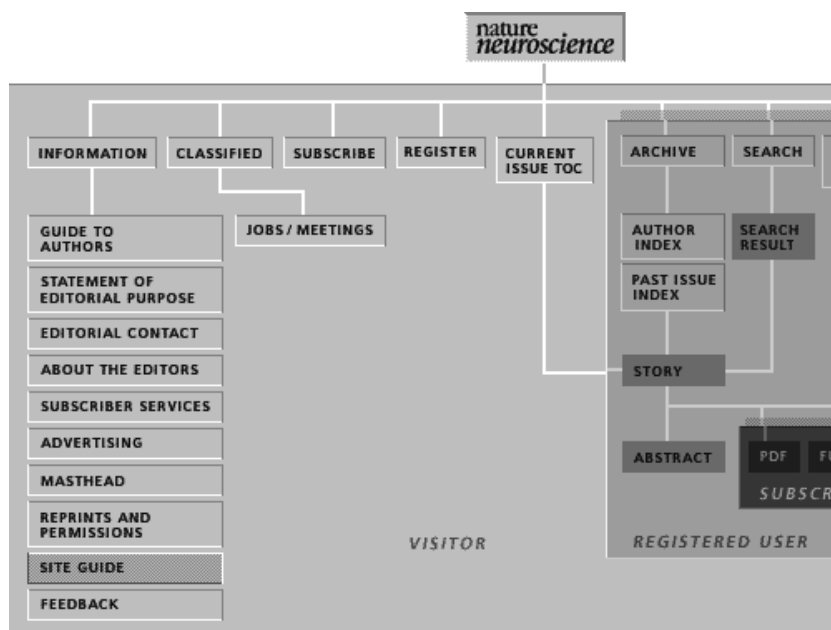 nature
neuroscience
INFORMATION
CLASSIFIED
SUBSCRIBE
REGISTER
CURRENT
ISSUE TOC
ARCHIVE
SEARCH
GUIDE TO
AUTHORS
JOBS / MEETINGS
AUTHOR
INDEX
SEARCH
RESULT
STATEMENT OF
EDITORIAL PURPOSE
PAST ISSUE
INDEX
EDITORIAL CONTACT
ABOUT THE EDITORS
STORY
SUBSCRIBER SERVICES
ADVERTISING
ABSTRACT
PDF
MASTHEAD
REPRINTS AND
PERMISSIONS
VISITOR
REGISTERED USER
SITE GUIDE
FEEDBACK